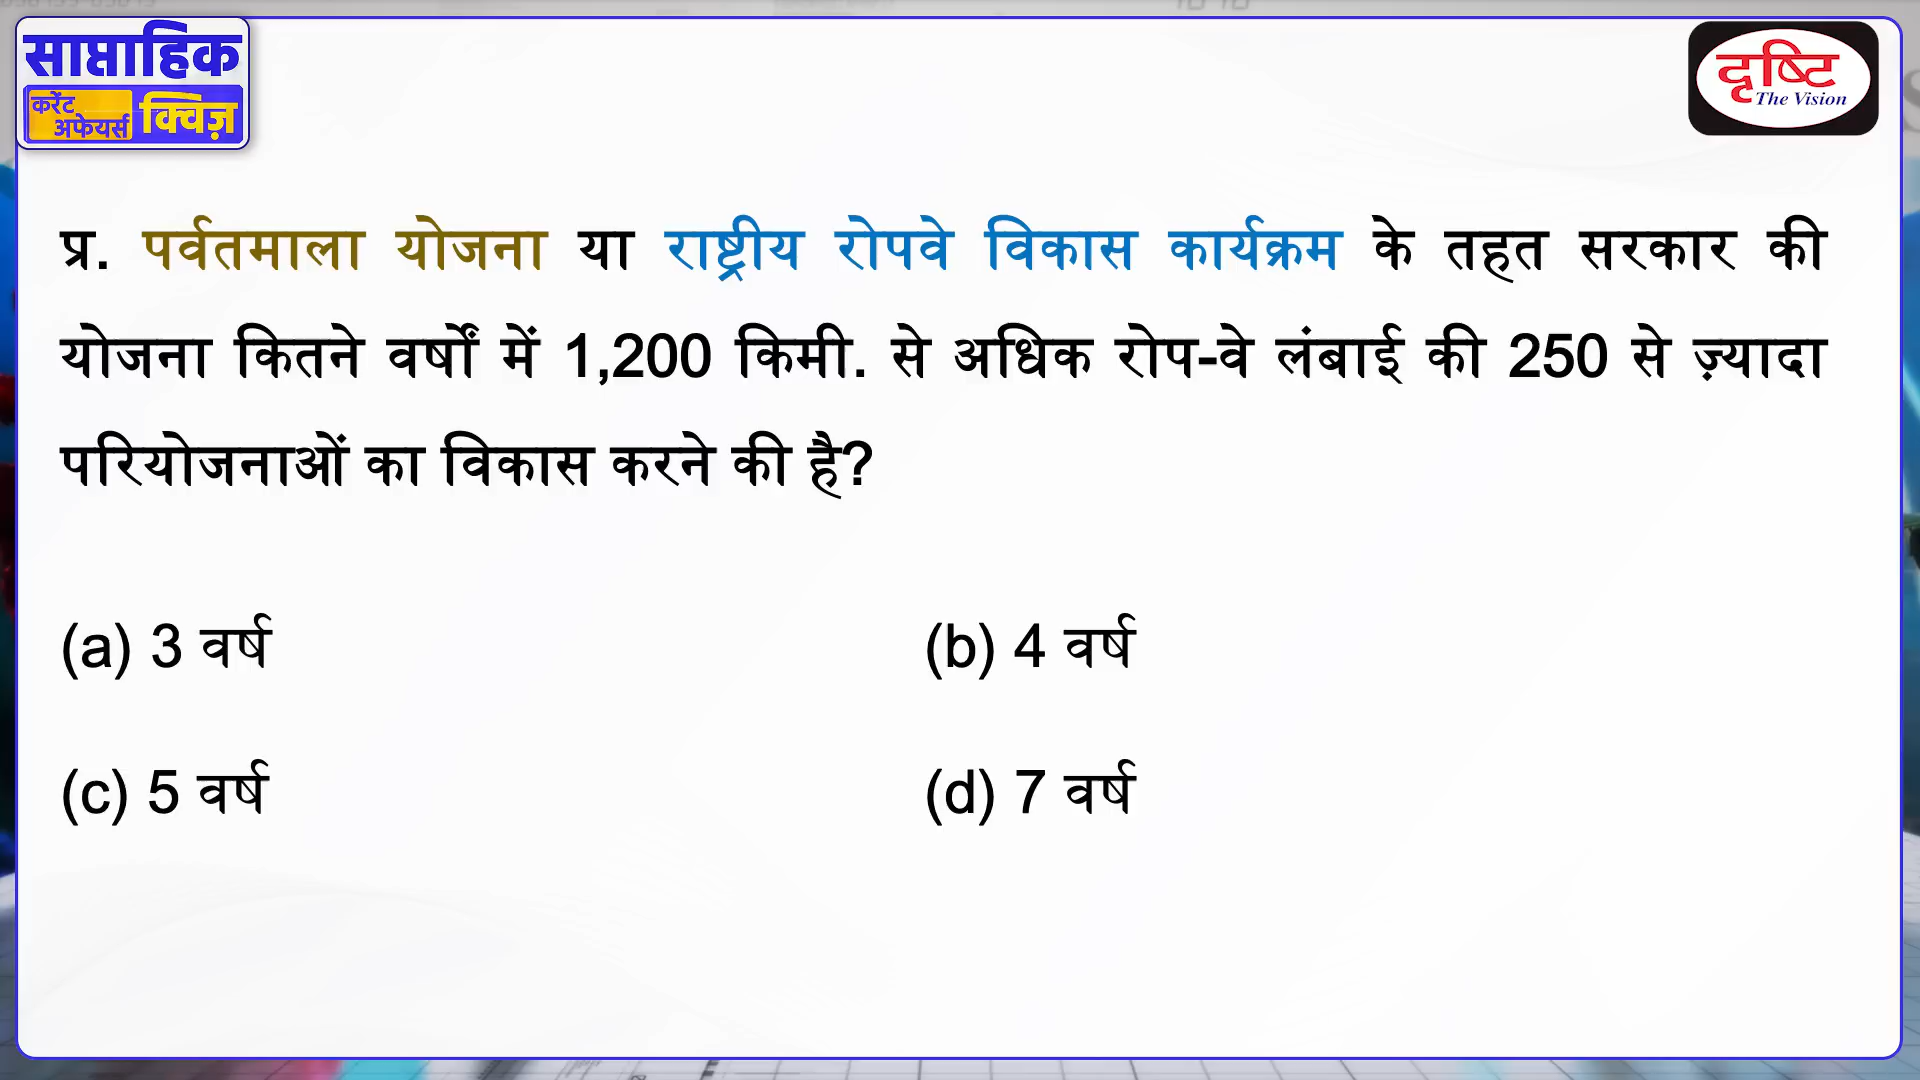 साप्ताहिक
करेंट
अफेयर्स क्विज़
दृष्टि
The Vision
प्र. पर्वतमाला योजना या राष्ट्रीय रोपवे विकास कार्यक्रम के तहत सरकार की
योजना कितने वर्षों में 1,200 किमी. से अधिक रोप-वे लंबाई की 250 से ज़्यादा
परियोजनाओं का विकास करने की है?
(a) 3 वर्ष
(b) 4 वर्ष
(c) 5 वर्ष
(d) 7 वर्ष